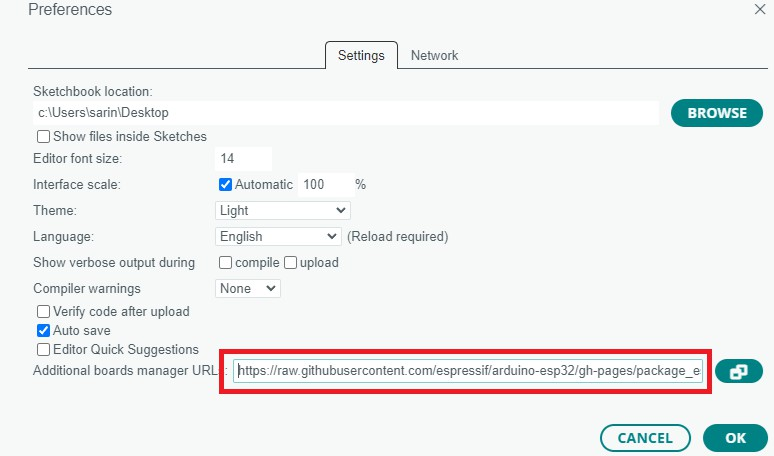 Preferences
Settings Network
Sketchbook location:
c:\Users\sarin\Desktop
BROWSE
Show files inside Sketches
Editor font size: 14
Interface scale: Automatic 100 %
Theme: Light
Language: English (Reload required)
Show verbose output during compile upload
Compiler warnings None
Verify code after upload
Auto save
Editor Quick Suggestions
Additional boards manager URLs: https://raw.githubusercontent.com/espressif/arduino-esp32/gh-pages/package_e
CANCEL OK